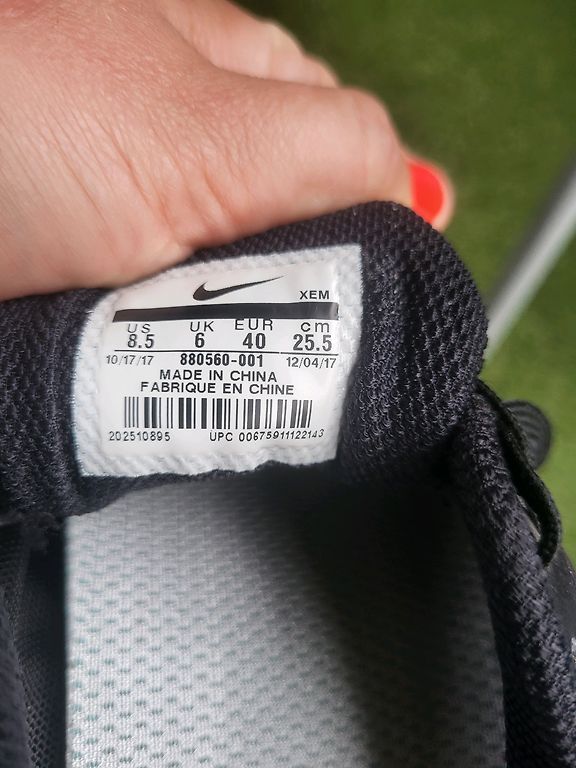 XEM
US UK EUR cm
8.5 6 40 25.5
10/17/17 880560-001 12/04/17
MADE IN CHINA
FABRIQUE EN CHINE
202510895 UPC 00675911122143